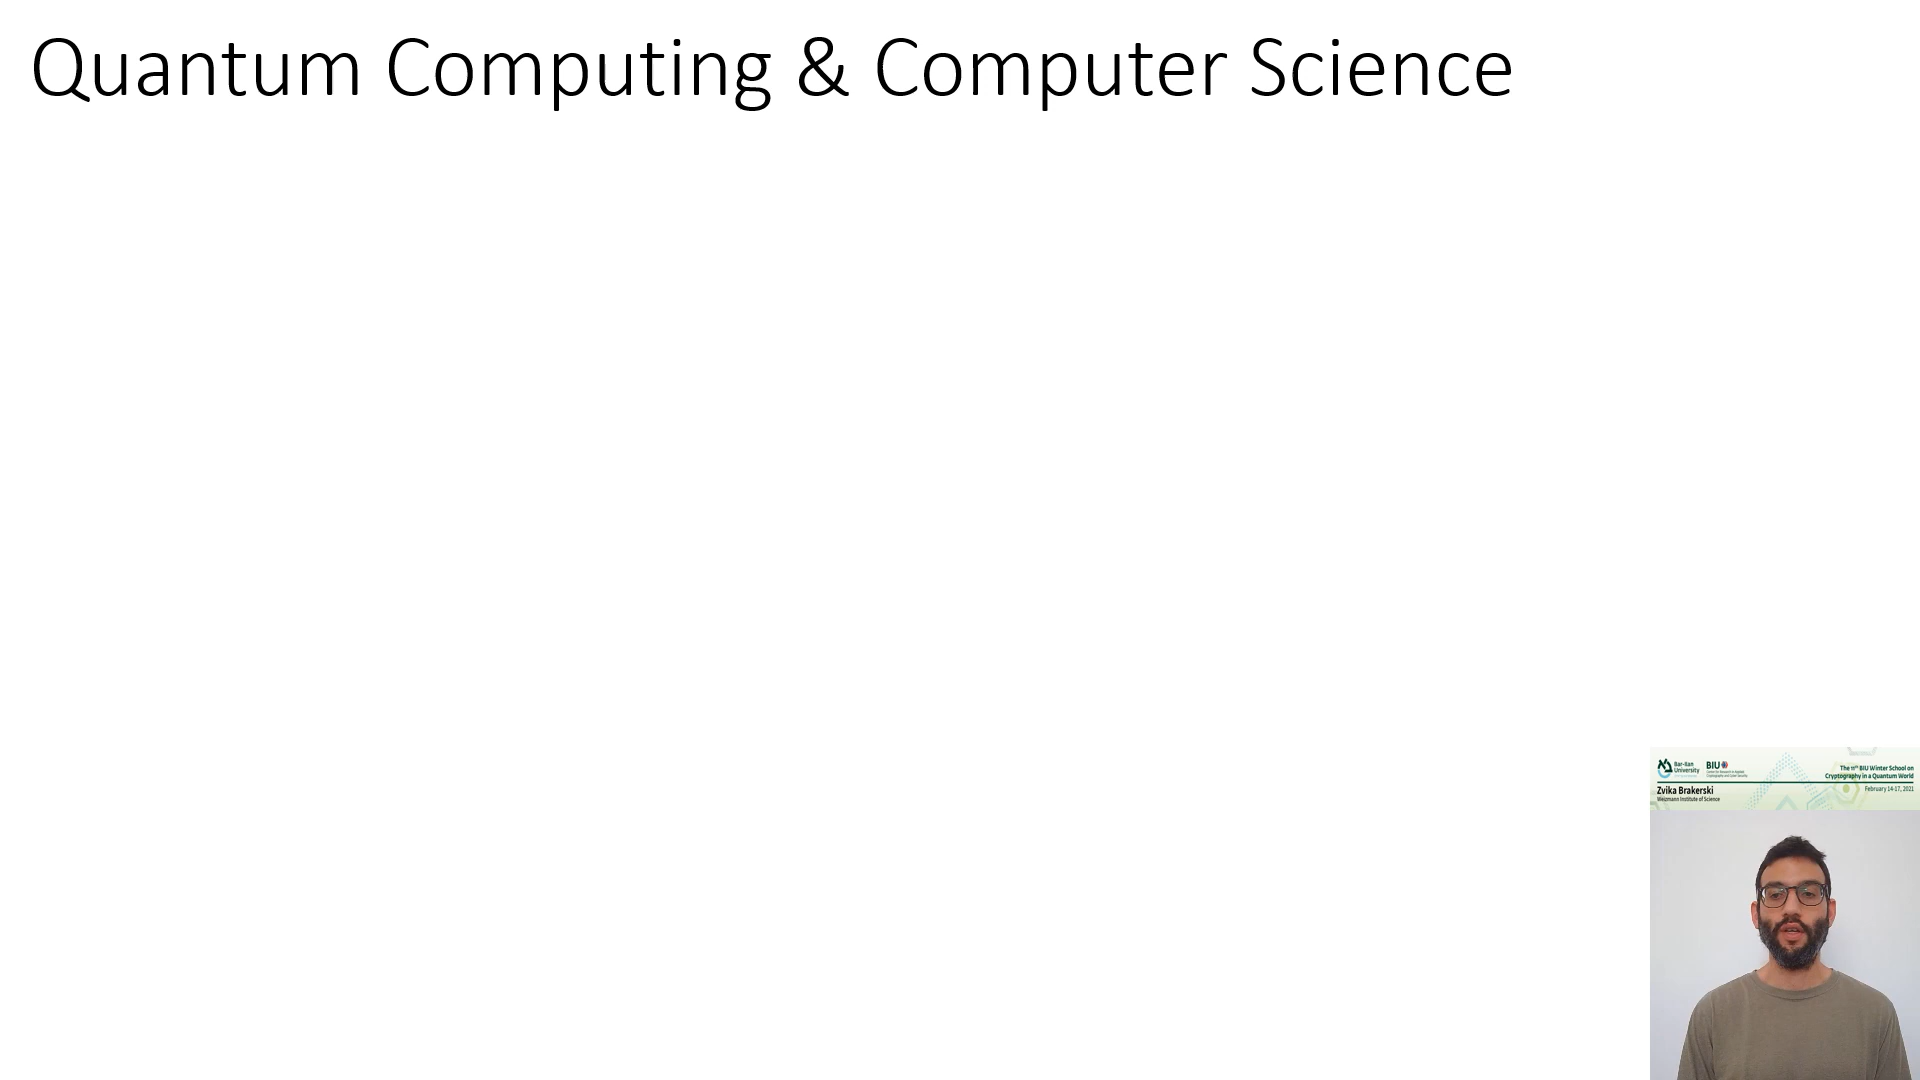 Quantum Computing & Computer Science
Bar-Ilan
University
BIU
The 11th BIU Winter School on
Cryptography in a Quantum World
Zvika Brakerski
Weizmann Institute of Science
February 14-17, 2021